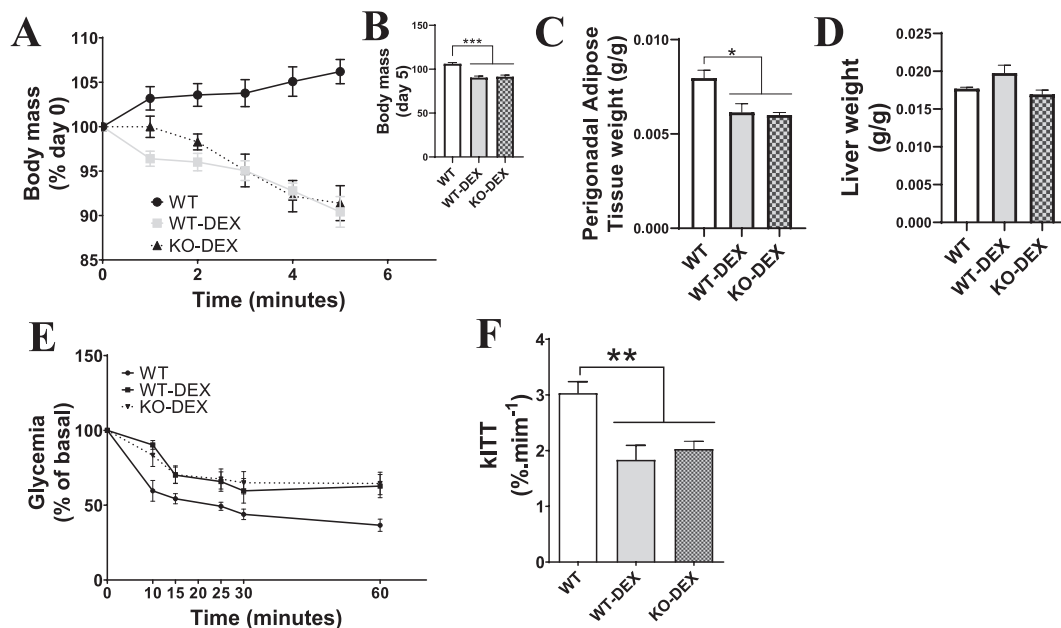 A
Body mass
(% day 0)
110
105
100
95
90
85
0
2
4
6
Time (minutes)
WT
WT-DEX
KO-DEX
B
Body mass
(day 5)
150
100
50
0
***
WT
WT-DEX
KO-DEX
C
Perigonadal Adipose
Tissue weight (g/g)
0.010
0.005
0.000
*
WT
WT-DEX
KO-DEX
D
Liver weight
(g/g)
0.025
0.020
0.015
0.010
0.005
0.000
WT
WT-DEX
KO-DEX
E
Glycemia
(% of basal)
150
100
50
0
0
10
15
20
25
30
60
Time (minutes)
WT
WT-DEX
KO-DEX
F
kITT
(%.mim-1)
4
3
2
1
0
**
WT
WT-DEX
KO-DEX